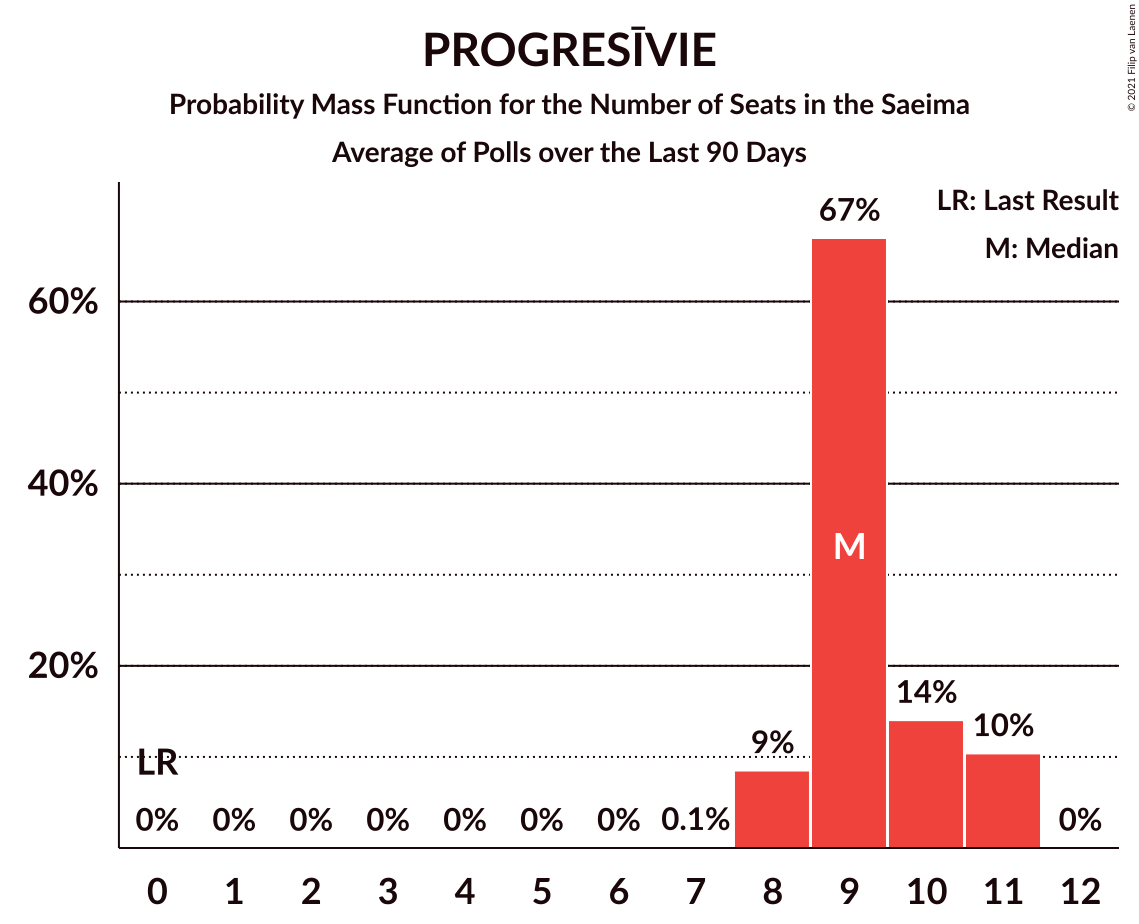 PROGRESĪVIE
Probability Mass Function for the Number of Seats in the Saeima
Average of Polls over the Last 90 Days
© 2021 Filip van Laenen
LR: Last Result
M: Median
67%
60%
40%
M
20%
14%
10%
9%
LR
0% 0% 0% 0% 0% 0% 0% 0.1% 0%
0 1 2 3 4 5 6 7 8 9 10 11 12